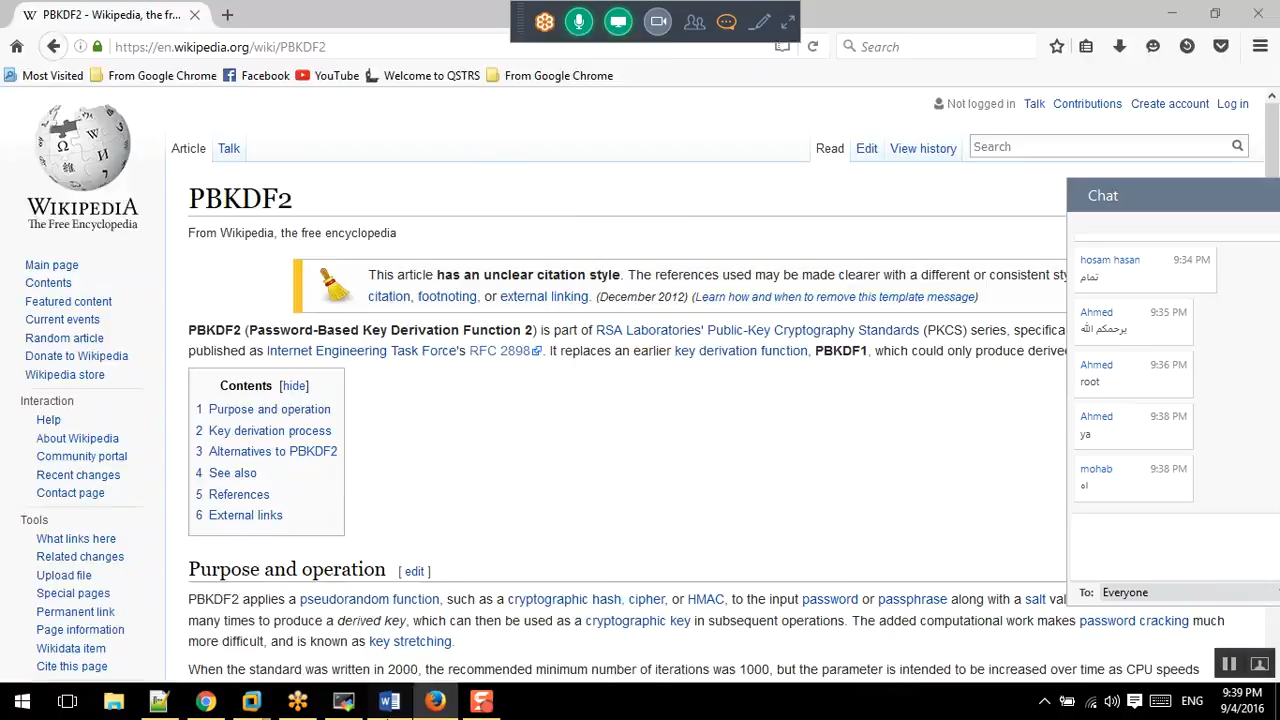 PBKDF2 - Wikipedia, the fre...
https://en.wikipedia.org/wiki/PBKDF2
Search
Most Visited
From Google Chrome
Facebook
YouTube
Welcome to QSTRS
From Google Chrome
Not logged in Talk Contributions Create account Log in
Article Talk
Read Edit View history
Search
WIKIPEDIA
The Free Encyclopedia
Main page
Contents
Featured content
Current events
Random article
Donate to Wikipedia
Wikipedia store
Interaction
Help
About Wikipedia
Community portal
Recent changes
Contact page
Tools
What links here
Related changes
Upload file
Special pages
Permanent link
Page information
Wikidata item
Cite this page
PBKDF2
From Wikipedia, the free encyclopedia
This article has an unclear citation style. The references used may be made clearer with a different or consistent sty
citation, footnoting, or external linking. (December 2012) (Learn how and when to remove this template message)
PBKDF2 (Password-Based Key Derivation Function 2) is part of RSA Laboratories' Public-Key Cryptography Standards (PKCS) series, specifica
published as Internet Engineering Task Force's RFC 2898. It replaces an earlier key derivation function, PBKDF1, which could only produce derive
Contents [hide]
1 Purpose and operation
2 Key derivation process
3 Alternatives to PBKDF2
4 See also
5 References
6 External links
Purpose and operation [ edit ]
PBKDF2 applies a pseudorandom function, such as a cryptographic hash, cipher, or HMAC, to the input password or passphrase along with a salt val
many times to produce a derived key, which can then be used as a cryptographic key in subsequent operations. The added computational work makes password cracking much
more difficult, and is known as key stretching.
When the standard was written in 2000, the recommended minimum number of iterations was 1000, but the parameter is intended to be increased over time as CPU speeds
Chat
hosam hasan 9:34 PM
تمام
Ahmed 9:35 PM
يرحمكم الله
Ahmed 9:36 PM
root
Ahmed 9:38 PM
ya
mohab 9:38 PM
اه
To: Everyone
ENG
9:39 PM
9/4/2016